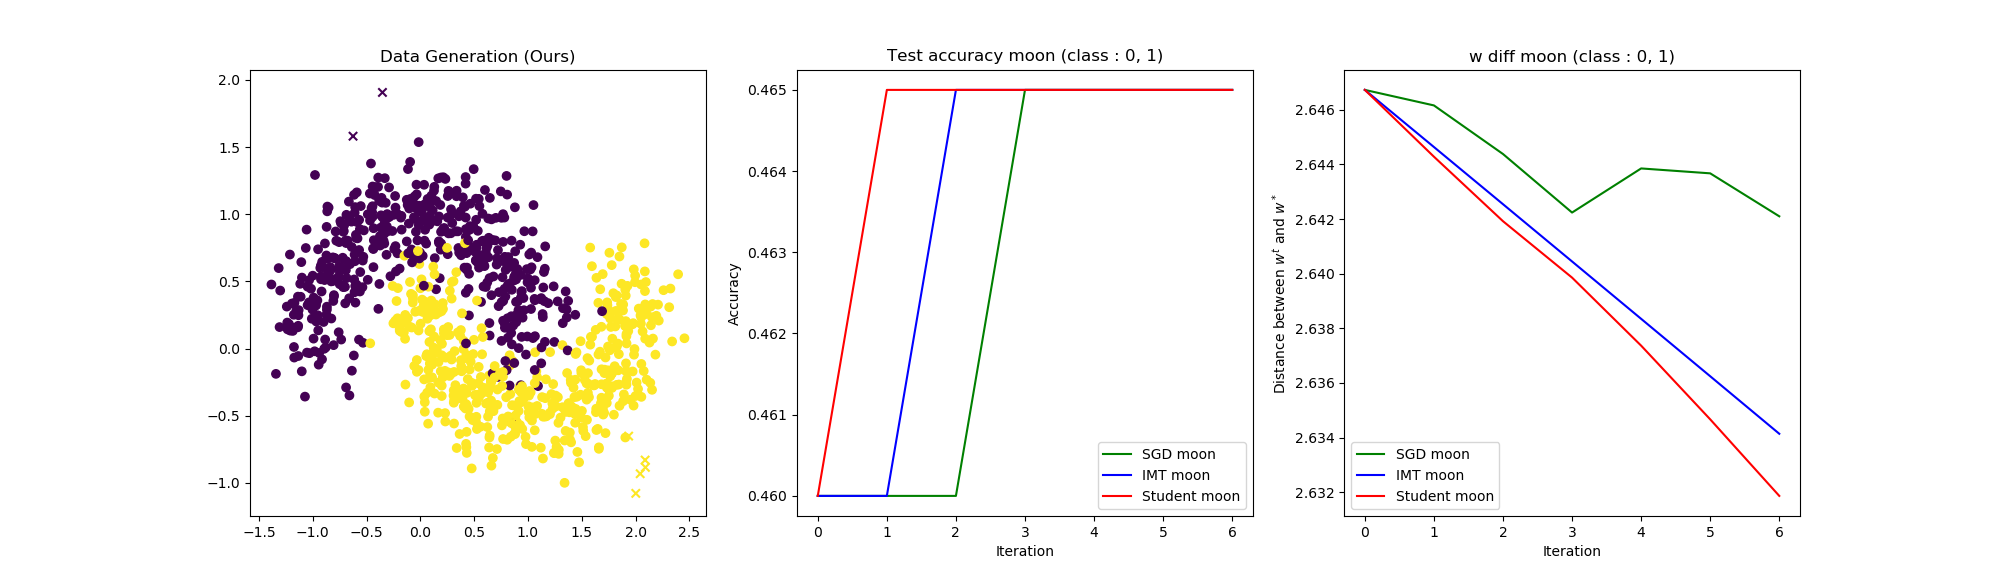 Data Generation (Ours)
2.0
1.5
1.0
0.5
0.0
−0.5
−1.0
−1.5 −1.0 −0.5 0.0 0.5 1.0 1.5 2.0 2.5
Test accuracy moon (class : 0, 1)
Accuracy
0.465
0.464
0.463
0.462
0.461
0.460
SGD moon
IMT moon
Student moon
0 1 2 3 4 5 6
Iteration
w diff moon (class : 0, 1)
Distance between w^t and w^*
2.646
2.644
2.642
2.640
2.638
2.636
2.634
2.632
SGD moon
IMT moon
Student moon
0 1 2 3 4 5 6
Iteration